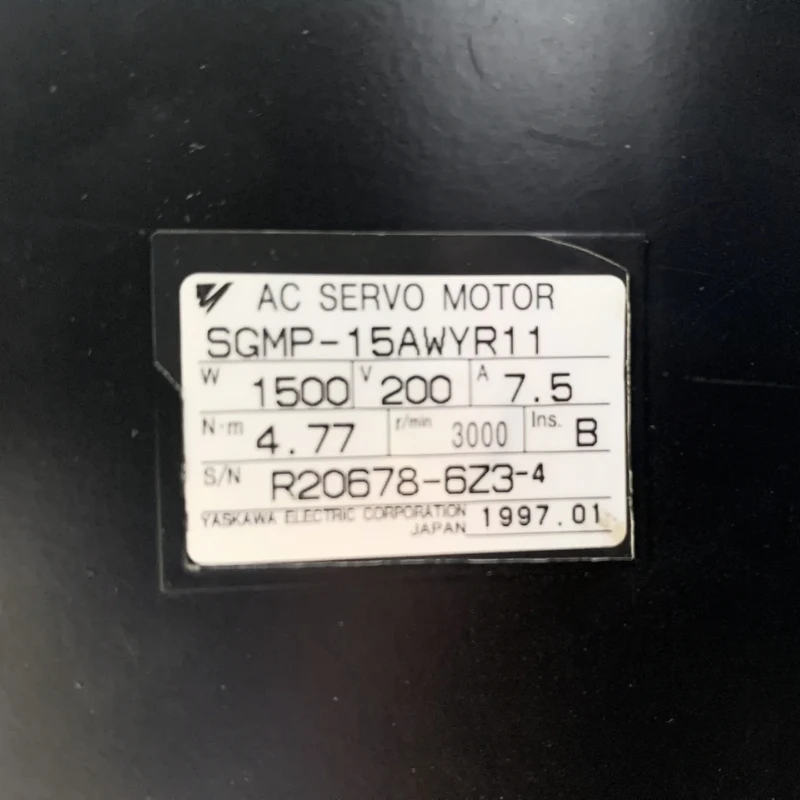 AC SERVO MOTOR
SGMP-15AWYR11
W 1500 V 200 A 7.5
N·m 4.77 r/min 3000 Ins. B
S/N R20678-6Z3-4
YASKAWA ELECTRIC CORPORATION
JAPAN 1997.01